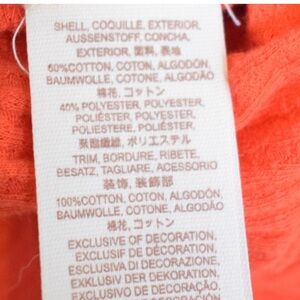 SHELL, COQUILLE, EXTERIOR,
AUSSENSTOFF, CONCHA,
EXTERIOR, 面料, 表地
60%COTTON, COTON, ALGODÓN,
BAUMWOLLE, COTONE, ALGODÃO
棉花, コットン
40% POLYESTER, POLYESTER,
POLIÉSTER, POLYESTER,
POLIESTERE, POLIÉSTER,
聚酯纖維, ポリエステル
TRIM, BORDURE, RIBETE,
BESATZ, TAGLIARE, ACESSÓRIO
装饰, 装飾部
100%COTTON, COTON, ALGODÓN,
BAUMWOLLE, COTONE, ALGODÃO,
棉花, コットン
EXCLUSIVE OF DECORATION,
EXCLUSIF DE DÉCORATION,
ESCLUSIVA DI DECORAZIONE,
EXKLUSIV DER DEKORATION,
EXCLUSIVO DE DECORAÇÃO,